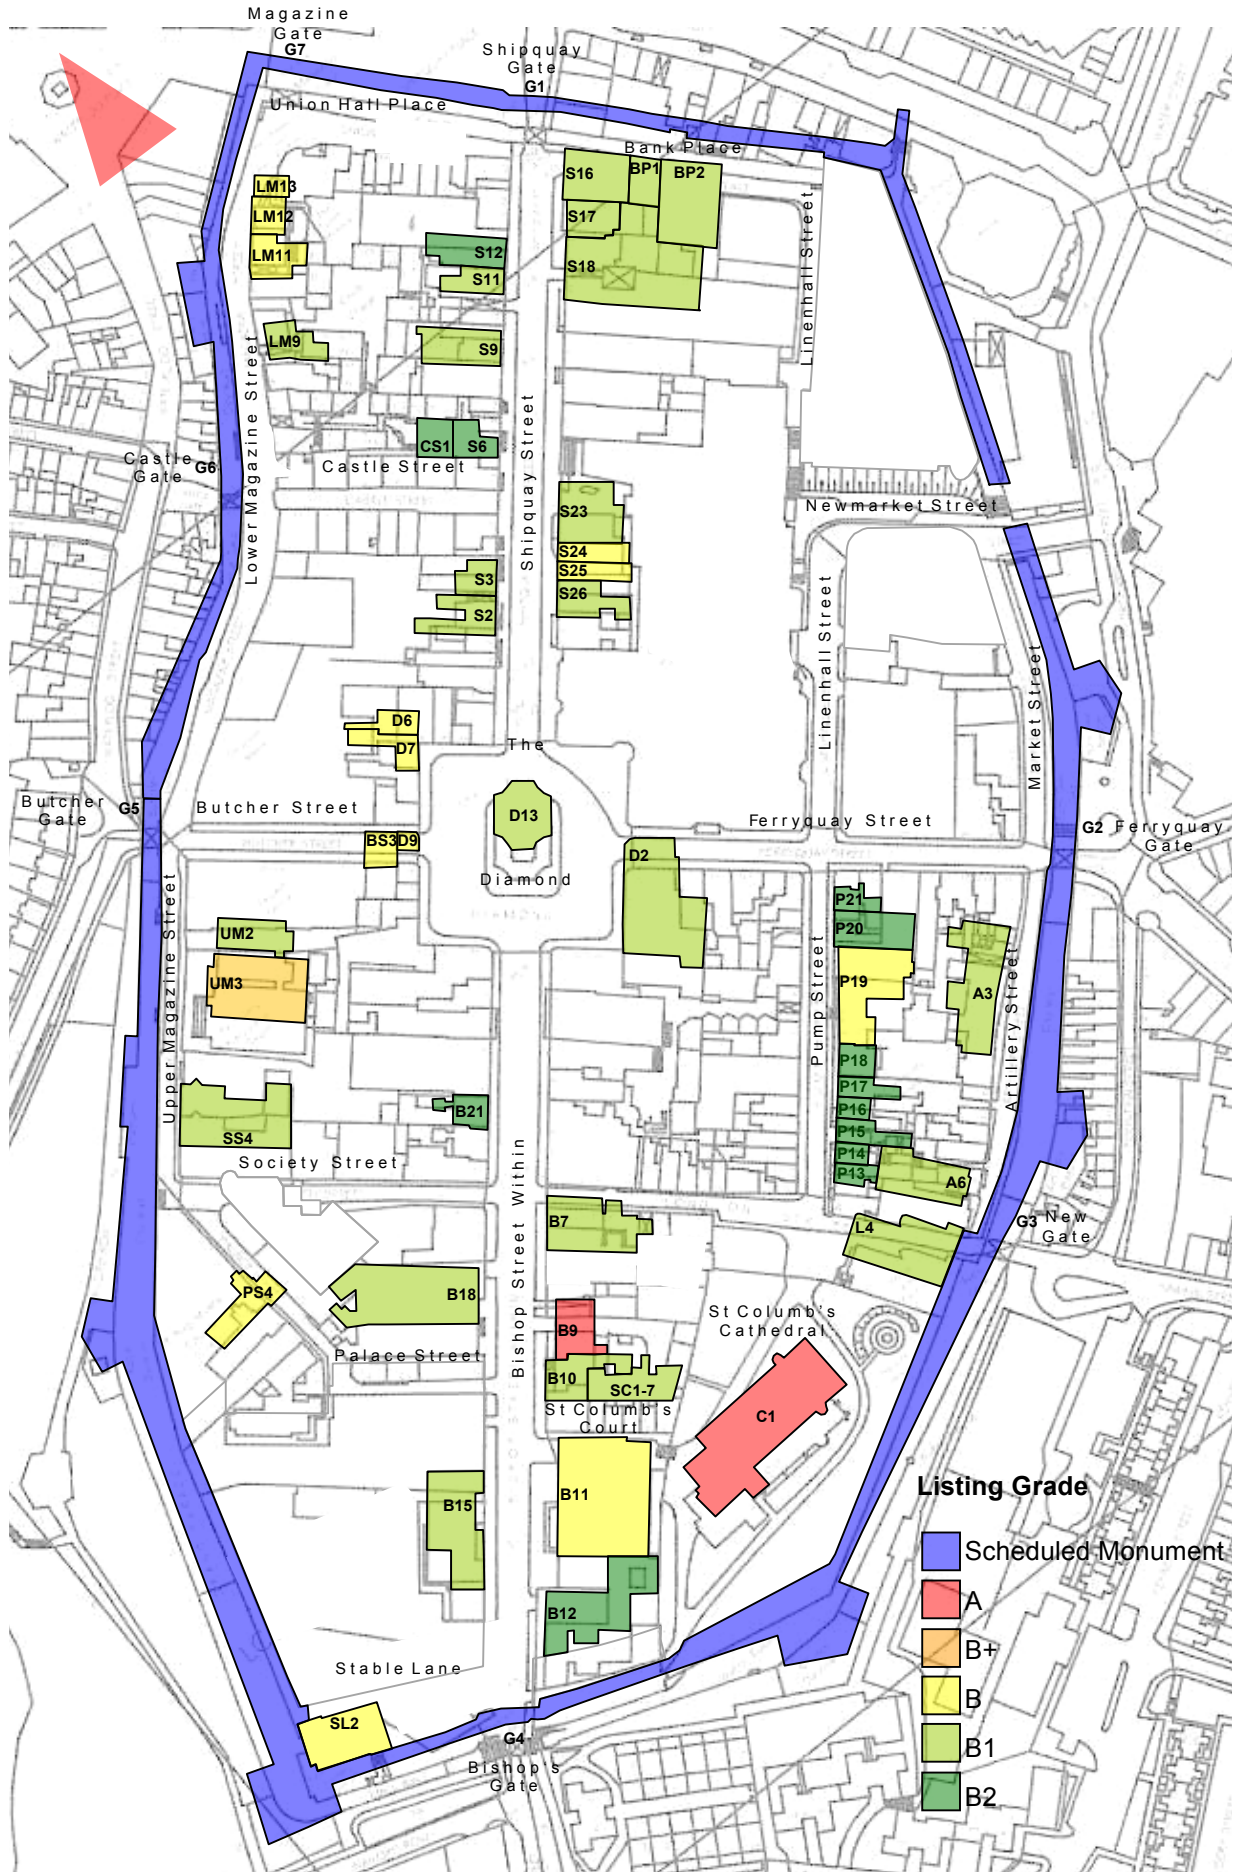 Magazine
Gate
G7
Shipquay
Gate
G1
Union Hall Place
Bank Place
LM13
LM12
LM11
S16
BP1
BP2
S17
S18
S12
S11
LM9
S9
Linenhall Street
Lower Magazine Street
Shipquay Street
CS1
S6
Castle
Gate
G6
Castle Street
Newmarket Street
S23
S24
S25
S26
S3
S2
Linenhall Street
Market Street
D6
D7
The
Diamond
D13
Butcher
Gate
G5
Butcher Street
BS3
D9
Ferryquay Street
G2
Ferryquay
Gate
D2
Upper Magazine Street
UM2
UM3
P21
P20
P19
P18
P17
P16
P15
P14
P13
Pump Street
A3
Artillery Street
A6
SS4
B21
Society Street
Bishop Street Within
B7
L4
G3
New
Gate
PS4
B18
Palace Street
B9
B10
SC1-7
St Columb's
Court
St Columb's
Cathedral
C1
B15
B11
B12
Stable Lane
SL2
G4
Bishop's
Gate
Listing Grade
Scheduled Monument
A
B+
B
B1
B2